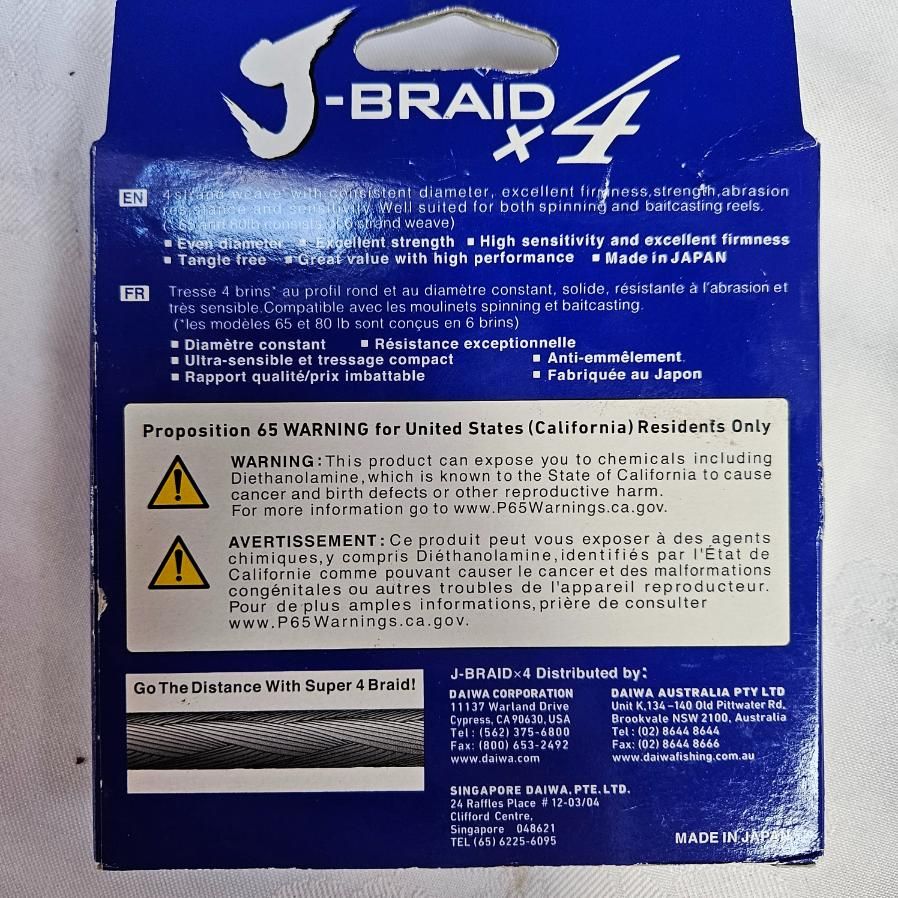 J-BRAID
x4
EN
4 strand weave* with consistent diameter, excellent firmness,strength,abrasion
resistance and sensitivity. Well suited for both spinning and baitcasting reels.
65 and 80lb consists of 6 strand weave)
■ Even diameter ■ Excellent strength ■ High sensitivity and excellent firmness
■ Tangle free ■ Great value with high performance ■ Made in JAPAN
FR
Tresse 4 brins* au profil rond et au diamètre constant, solide, résistante à l'abrasion et
très sensible.Compatible avec les moulinets spinning et baitcasting.
(*les modèles 65 et 80 lb sont conçus en 6 brins)
■ Diamètre constant ■ Résistance exceptionnelle
■ Ultra-sensible et tressage compact ■ Anti-emmêlement
■ Rapport qualité/prix imbattable ■ Fabriquée au Japon
Proposition 65 WARNING for United States (California) Residents Only
WARNING:This product can expose you to chemicals including
Diethanolamine,which is known to the State of California to cause
cancer and birth defects or other reproductive harm.
For more information go to www.P65Warnings.ca.gov.
AVERTISSEMENT:Ce produit peut vous exposer à des agents
chimiques,y compris Diéthanolamine,identifiés par l'État de
Californie comme pouvant causer le cancer et des malformations
congénitales ou autres troubles de l'appareil reproducteur.
Pour de plus amples informations,prière de consulter
www.P65Warnings.ca.gov.
Go The Distance With Super 4 Braid!
J-BRAID×4 Distributed by:
DAIWA CORPORATION
11137 Warland Drive
Cypress, CA 90630, USA
Tel : (562) 375-6800
Fax: (800) 653-2492
www.daiwa.com
DAIWA AUSTRALIA PTY LTD
Unit K,134-140 Old Pittwater Rd,
Brookvale NSW 2100, Australia
Tel : (02) 8644 8644
Fax: (02) 8644 8666
www.daiwafishing.com.au
SINGAPORE DAIWA, PTE. LTD.
24 Raffles Place # 12-03/04
Clifford Centre,
Singapore 048621
TEL (65) 6225-6095
MADE IN JAPAN